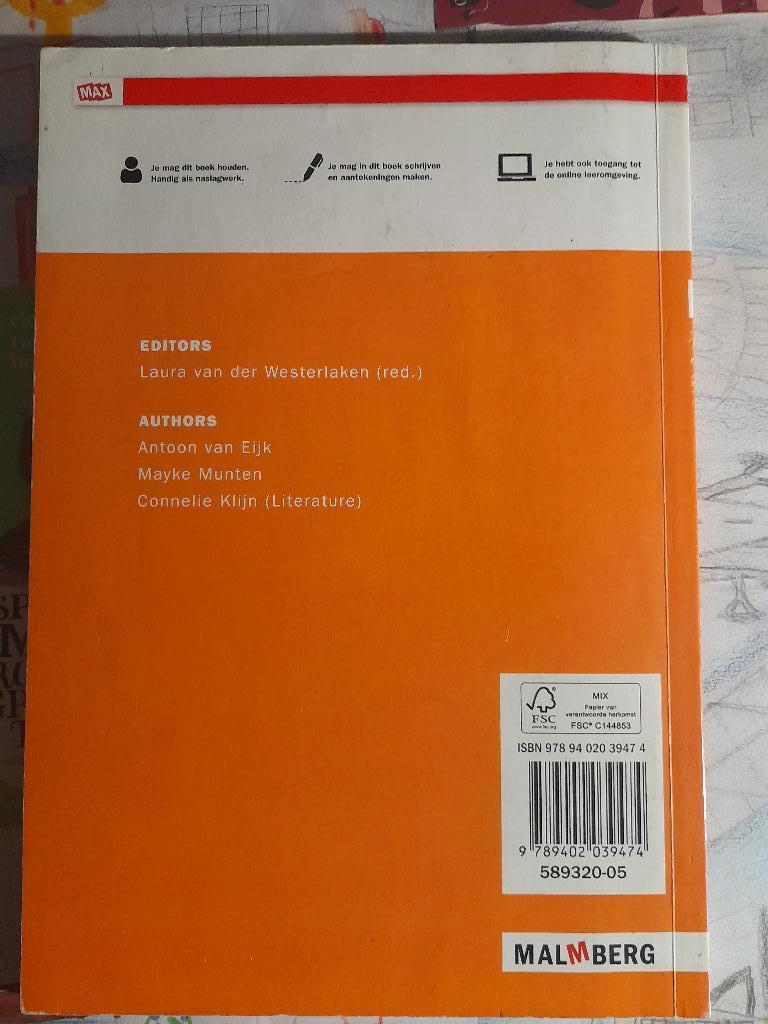 MAX
Je mag dit boek houden.
Handig als naslagwerk.
Je mag in dit boek schrijven
en aantekeningen maken.
Je hebt ook toegang tot
de online leeromgeving.
EDITORS
Laura van der Westerlaken (red.)
AUTHORS
Antoon van Eijk
Mayke Munten
Connelie Klijn (Literature)
FSC
www.fsc.org
MIX
Papier van
verantwoorde herkomst
FSC® C144853
ISBN 978 94 020 3947 4
9 789402 039474
589320-05
MALMBERG